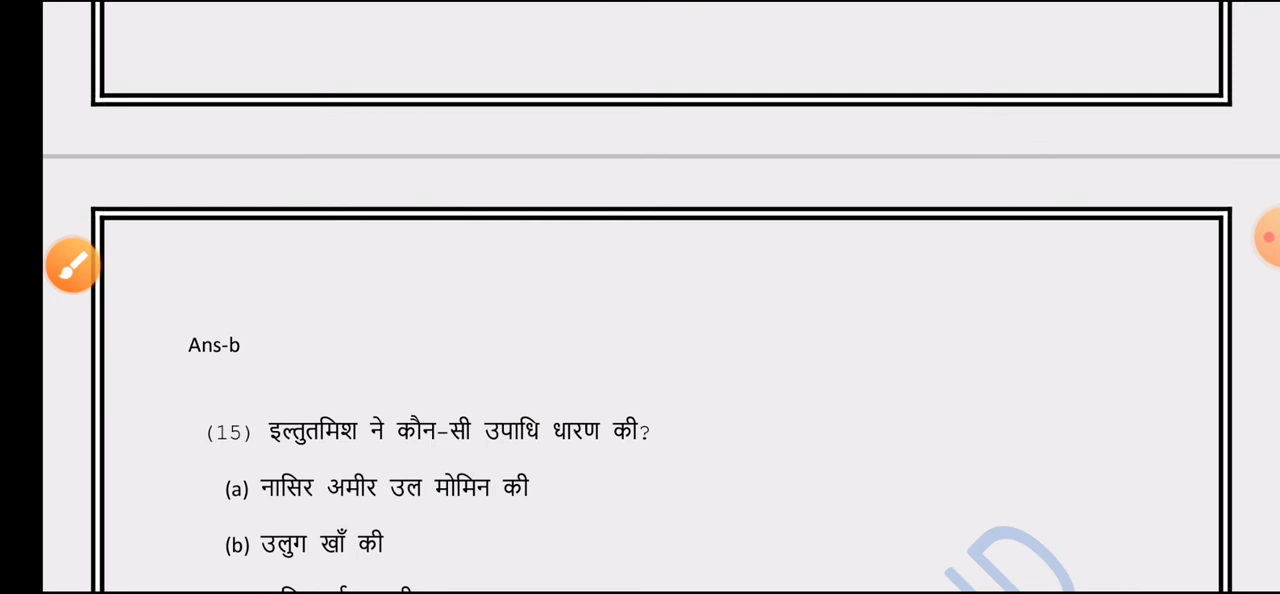 Ans-b
(15) इल्तुतमिश ने कौन-सी उपाधि धारण की?
(a) नासिर अमीर उल मोमिन की
(b) उलुग खाँ की